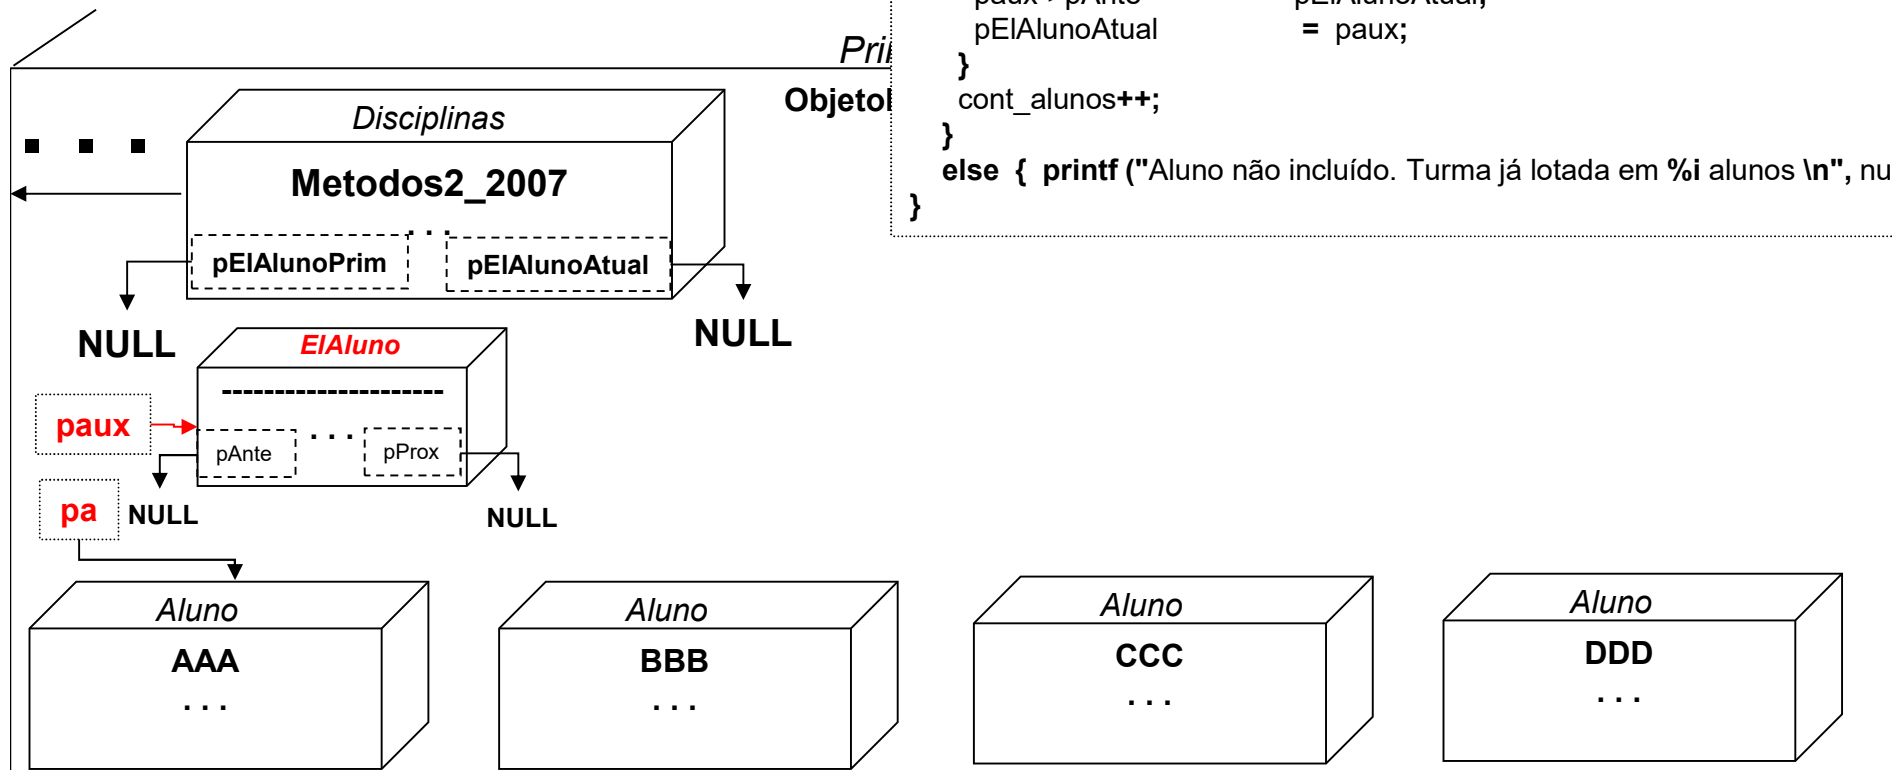 pElAlunoAtual = paux;
}
cont_alunos++;
}
else { printf ("Aluno não incluído. Turma já lotada em %i alunos \n",
}
Disciplinas
Metodos2_2007
. . .
pElAlunoPrim
pElAlunoAtual
NULL
NULL
ElAluno
---------------------
paux
pAnte
. . .
pProx
pa
NULL
NULL
Aluno
AAA
. . .
Aluno
BBB
. . .
Aluno
CCC
. . .
Aluno
DDD
. . .